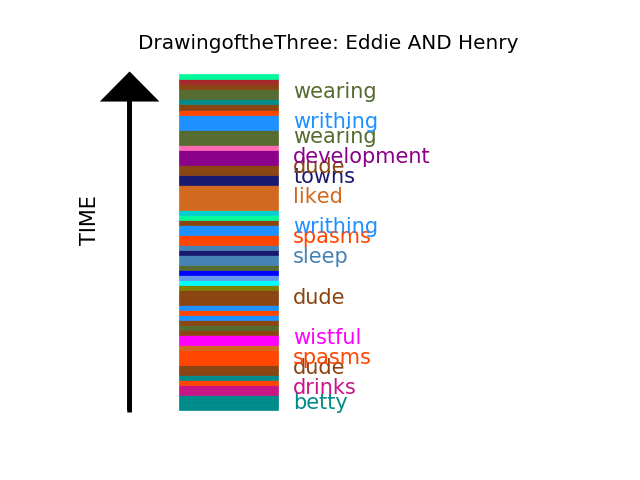 DrawingoftheThree: Eddie AND Henry
wearing
writhing
wearing
development
dude
towns
liked
writhing
spasms
sleep
dude
wistful
spasms
dude
drinks
betty
TIME